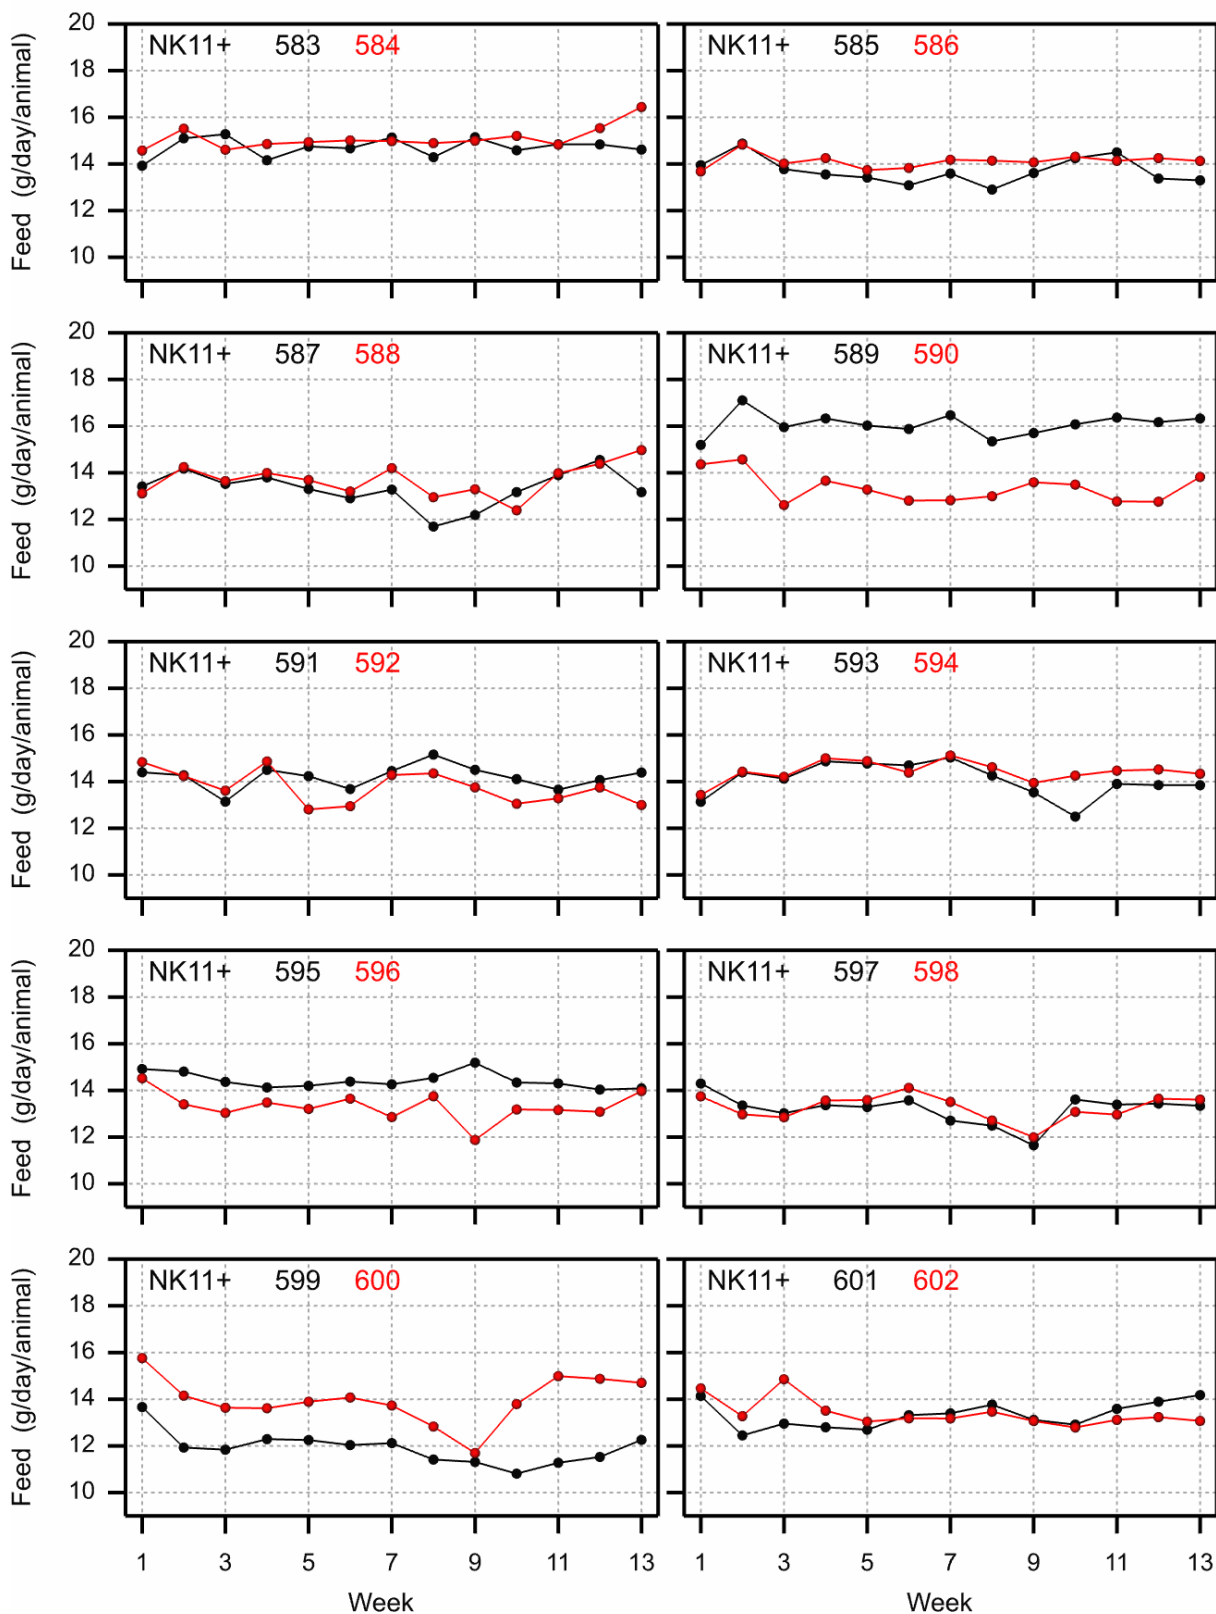 20
18
16
14
12
10
Feed (g/day/animal)
NK11+ 583 584
NK11+ 585 586
20
18
16
14
12
10
Feed (g/day/animal)
NK11+ 587 588
NK11+ 589 590
20
18
16
14
12
10
Feed (g/day/animal)
NK11+ 591 592
NK11+ 593 594
20
18
16
14
12
10
Feed (g/day/animal)
NK11+ 595 596
NK11+ 597 598
20
18
16
14
12
10
Feed (g/day/animal)
NK11+ 599 600
NK11+ 601 602
1 3 5 7 9 11 13
Week
1 3 5 7 9 11 13
Week